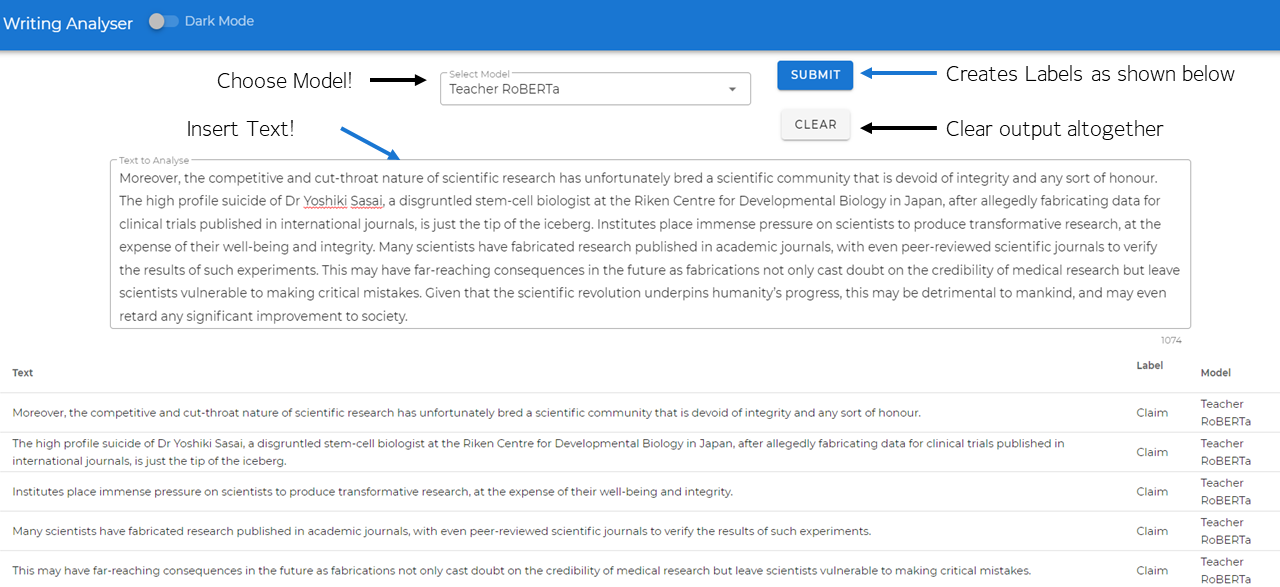 Writing Analyser Dark Mode
Choose Model!
Select Model
Teacher RoBERTa
SUBMIT
Creates Labels as shown below
Insert Text!
CLEAR
Clear output altogether
Text to Analyse
Moreover, the competitive and cut-throat nature of scientific research has unfortunately bred a scientific community that is devoid of integrity and any sort of honour.
The high profile suicide of Dr Yoshiki Sasai, a disgruntled stem-cell biologist at the Riken Centre for Developmental Biology in Japan, after allegedly fabricating data for
clinical trials published in international journals, is just the tip of the iceberg. Institutes place immense pressure on scientists to produce transformative research, at the
expense of their well-being and integrity. Many scientists have fabricated research published in academic journals, with even peer-reviewed scientific journals to verify
the results of such experiments. This may have far-reaching consequences in the future as fabrications not only cast doubt on the credibility of medical research but leave
scientists vulnerable to making critical mistakes. Given that the scientific revolution underpins humanity’s progress, this may be detrimental to mankind, and may even
retard any significant improvement to society.
1074
Text Label Model
Moreover, the competitive and cut-throat nature of scientific research has unfortunately bred a scientific community that is devoid of integrity and any sort of honour.
Claim
Teacher
RoBERTa
The high profile suicide of Dr Yoshiki Sasai, a disgruntled stem-cell biologist at the Riken Centre for Developmental Biology in Japan, after allegedly fabricating data for clinical trials published in
international journals, is just the tip of the iceberg.
Claim
Teacher
RoBERTa
Institutes place immense pressure on scientists to produce transformative research, at the expense of their well-being and integrity.
Claim
Teacher
RoBERTa
Many scientists have fabricated research published in academic journals, with even peer-reviewed scientific journals to verify the results of such experiments.
Claim
Teacher
RoBERTa
This may have far-reaching consequences in the future as fabrications not only cast doubt on the credibility of medical research but leave scientists vulnerable to making critical mistakes.
Claim
Teacher
RoBERTa